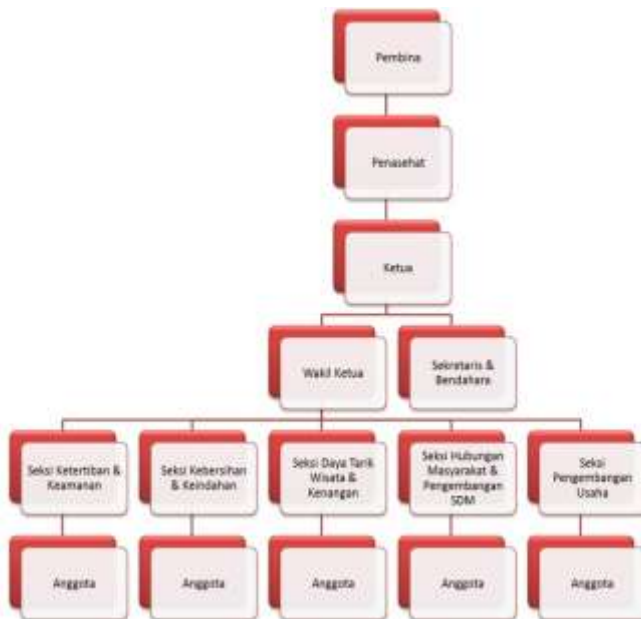 Pembina
Penasehat
Ketua
Wakil Ketua
Sekretaris &
Bendahara
Seksi Ketertiban &
Keamanan
Seksi Kebersihan
& Keindahan
Seksi Daya Tarik
Wisata &
Kenangan
Seksi Hubungan
Masyarakat &
Pengembangan
SDM
Seksi
Pengembangan
Usaha
Anggota
Anggota
Anggota
Anggota
Anggota